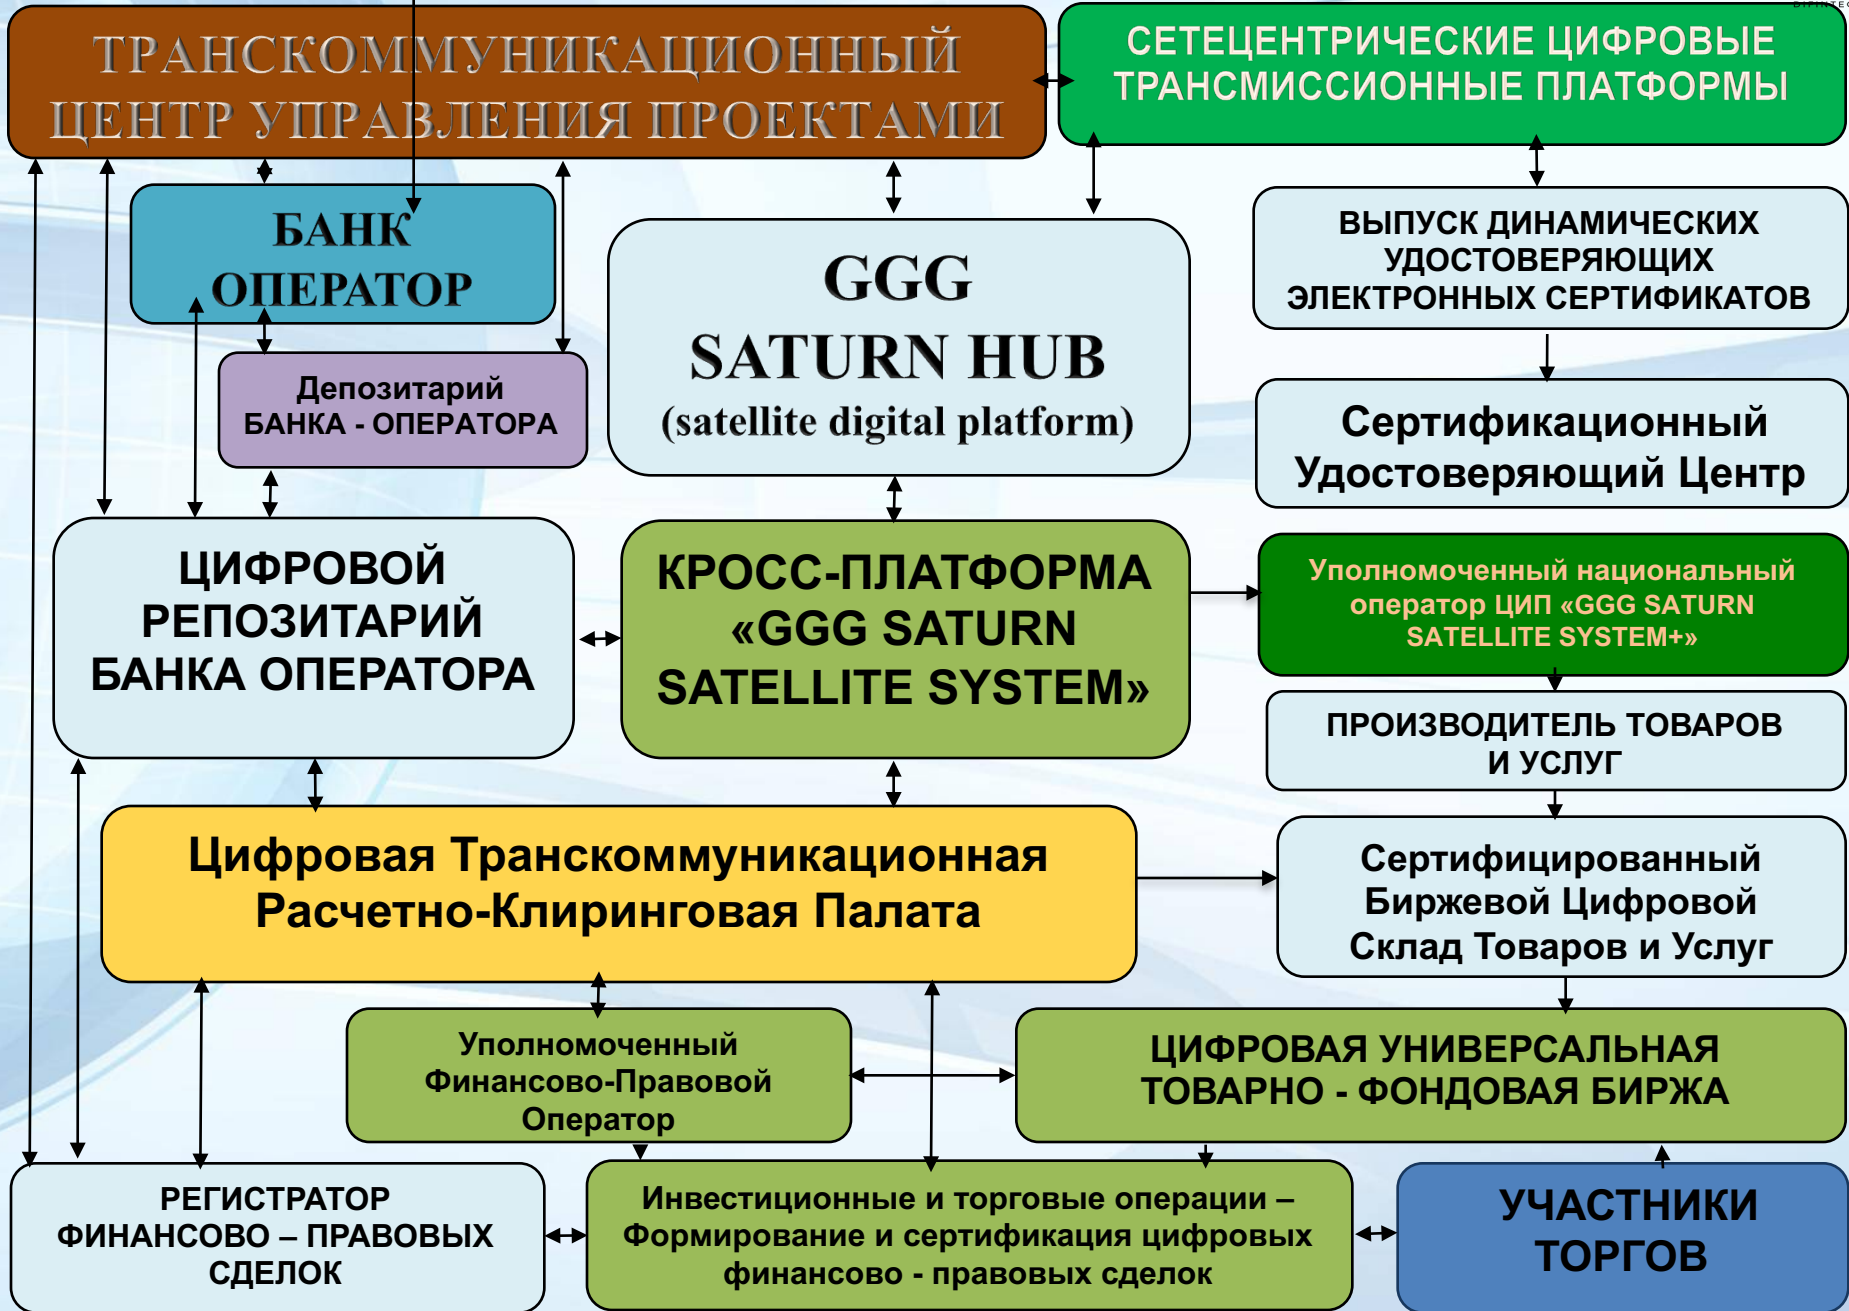 ТРАНСКОММУНИКАЦИОННЫЙ
ЦЕНТР УПРАВЛЕНИЯ ПРОЕКТАМИ
СЕТЕЦЕНТРИЧЕСКИЕ ЦИФРОВЫЕ
ТРАНСМИССИОННЫЕ ПЛАТФОРМЫ
БАНК
ОПЕРАТОР
GGG
SATURN HUB
(satellite digital platform)
ВЫПУСК ДИНАМИЧЕСКИХ
УДОСТОВЕРЯЮЩИХ
ЭЛЕКТРОННЫХ СЕРТИФИКАТОВ
Депозитарий
БАНКА - ОПЕРАТОРА
Сертификационный
Удостоверяющий Центр
ЦИФРОВОЙ
РЕПОЗИТАРИЙ
БАНКА ОПЕРАТОРА
КРОСС-ПЛАТФОРМА
«GGG SATURN
SATELLITE SYSTEM»
Уполномоченный национальный
оператор ЦИП «GGG SATURN
SATELLITE SYSTEM+»
ПРОИЗВОДИТЕЛЬ ТОВАРОВ
И УСЛУГ
Цифровая Транскоммуникационная
Расчетно-Клиринговая Палата
Сертифицированный
Биржевой Цифровой
Склад Товаров и Услуг
Уполномоченный
Финансово-Правовой
Оператор
ЦИФРОВАЯ УНИВЕРСАЛЬНАЯ
ТОВАРНО - ФОНДОВАЯ БИРЖА
РЕГИСТРАТОР
ФИНАНСОВО – ПРАВОВЫХ
СДЕЛОК
Инвестиционные и торговые операции –
Формирование и сертификация цифровых
финансово - правовых сделок
УЧАСТНИКИ
ТОРГОВ